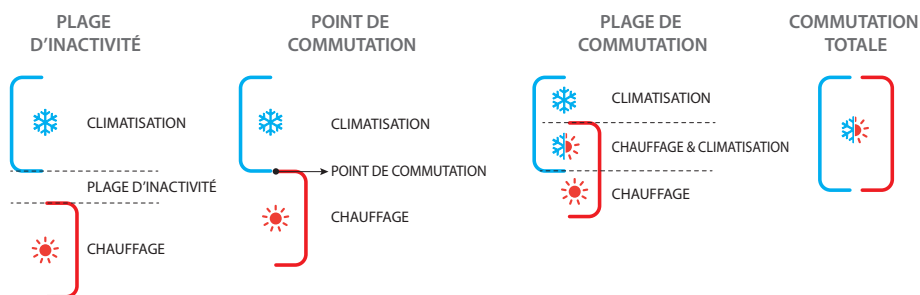 PLAGE
D'INACTIVITÉ
CLIMATISATION
PLAGE D'INACTIVITÉ
CHAUFFAGE
POINT DE
COMMUTATION
CLIMATISATION
POINT DE COMMUTATION
CHAUFFAGE
PLAGE DE
COMMUTATION
CLIMATISATION
CHAUFFAGE & CLIMATISATION
CHAUFFAGE
COMMUTATION
TOTALE